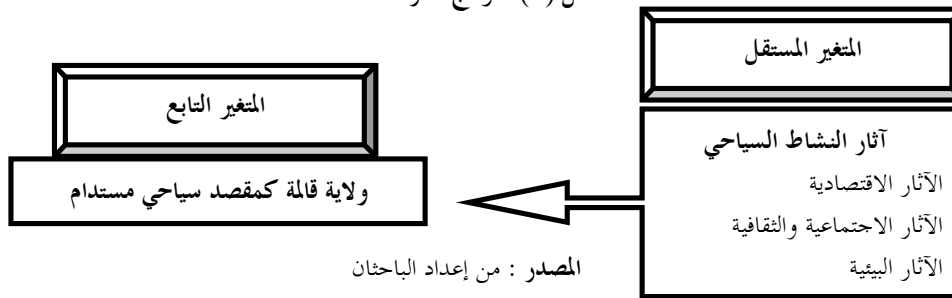 المتغير المستقل
آثار النشاط السياحي
الآثار الاقتصادية
الآثار الاجتماعية والثقافية
الآثار البيئية
المتغير التابع
ولاية قالمة كمقصد سياحي مستدام
المصدر : من إعداد الباحثان